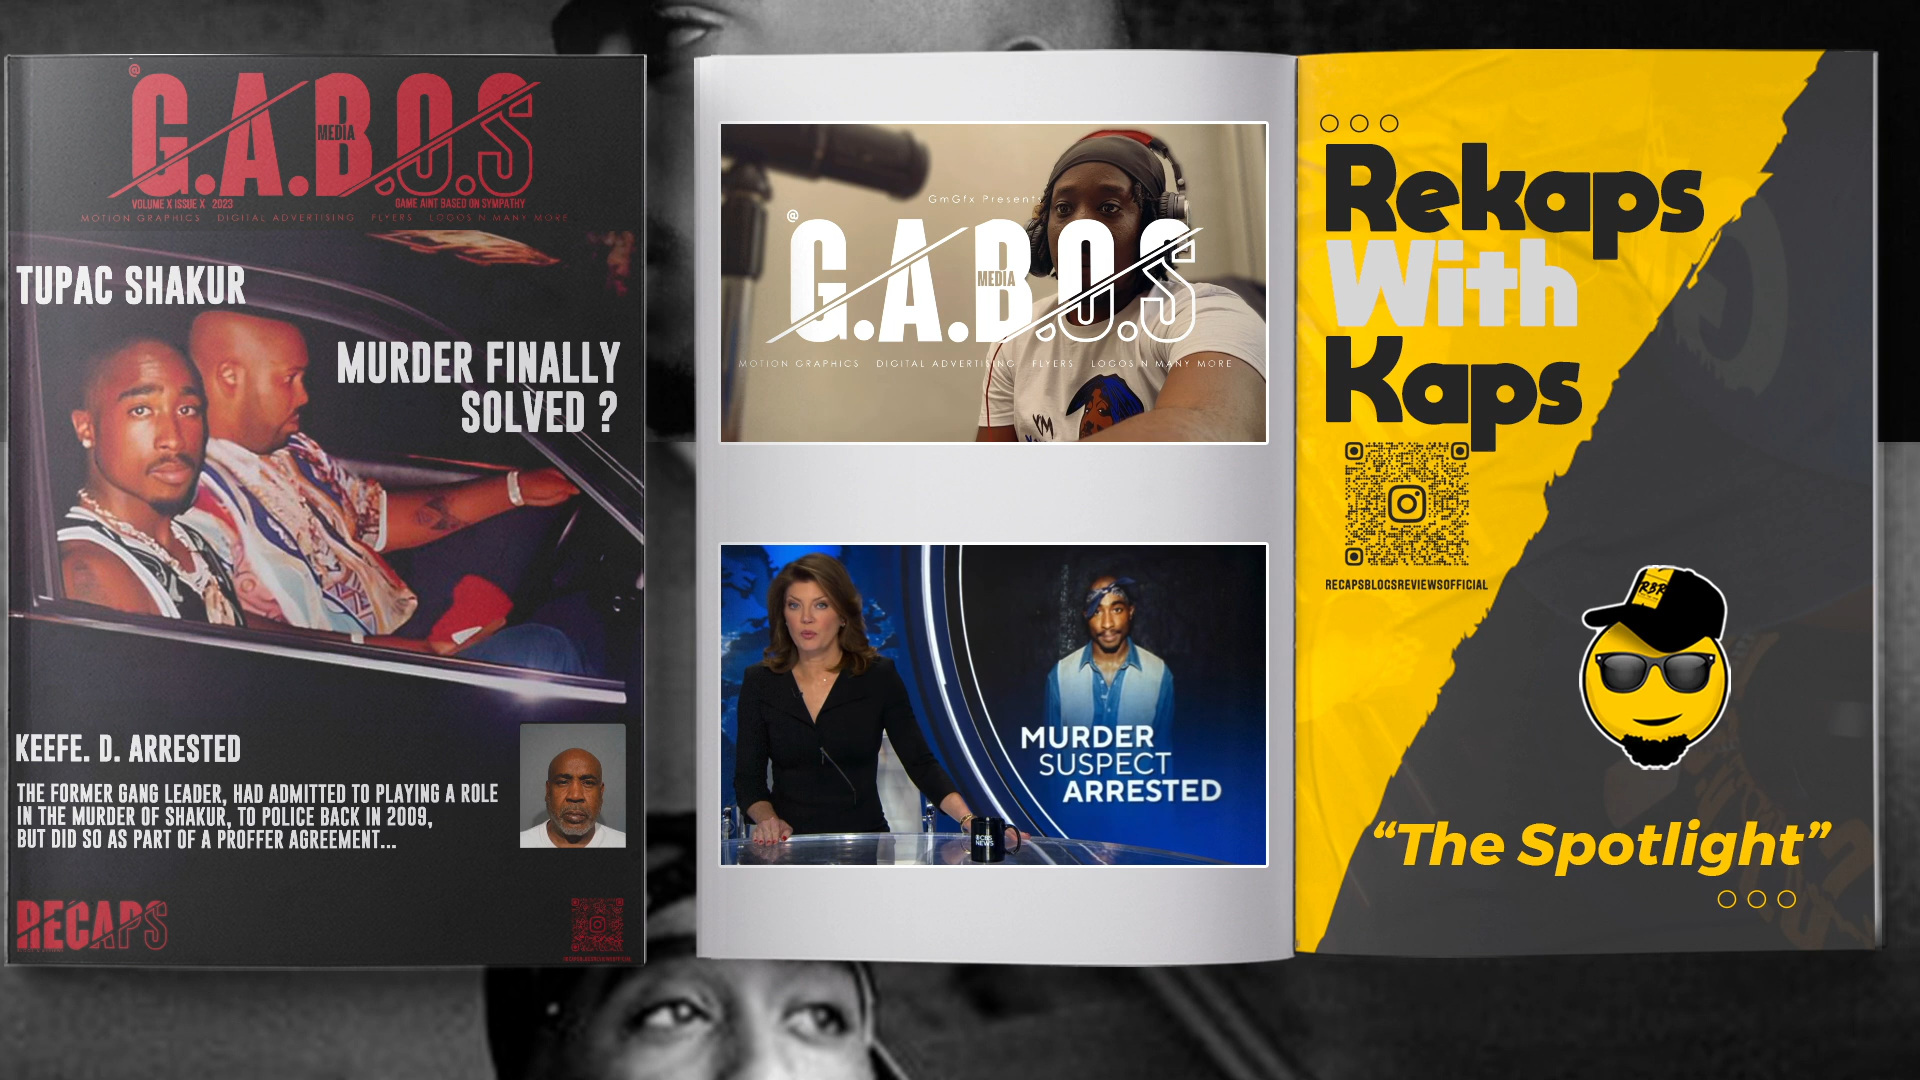 @
G.A.B.O.S
MEDIA
VOLUME X ISSUE X 2023
GAME AINT BASED ON SYMPATHY
MOTION GRAPHICS DIGITAL ADVERTISING FLYERS LOGOS N MANY MORE
TUPAC SHAKUR
MURDER FINALLY
SOLVED ?
KEEFE. D. ARRESTED
THE FORMER GANG LEADER, HAD ADMITTED TO PLAYING A ROLE
IN THE MURDER OF SHAKUR, TO POLICE BACK IN 2009,
BUT DID SO AS PART OF A PROFFER AGREEMENT...
RECAPS
GmGfx Presents
@
G.A.B.O.S
MEDIA
MOTION GRAPHICS DIGITAL ADVERTISING FLYERS LOGOS N MANY MORE
MURDER
SUSPECT
ARRESTED
CBS
NEWS
Rekaps
With
Kaps
RECAPSBLOGSREVIEWSOFFICIAL
RBR
“The Spotlight”